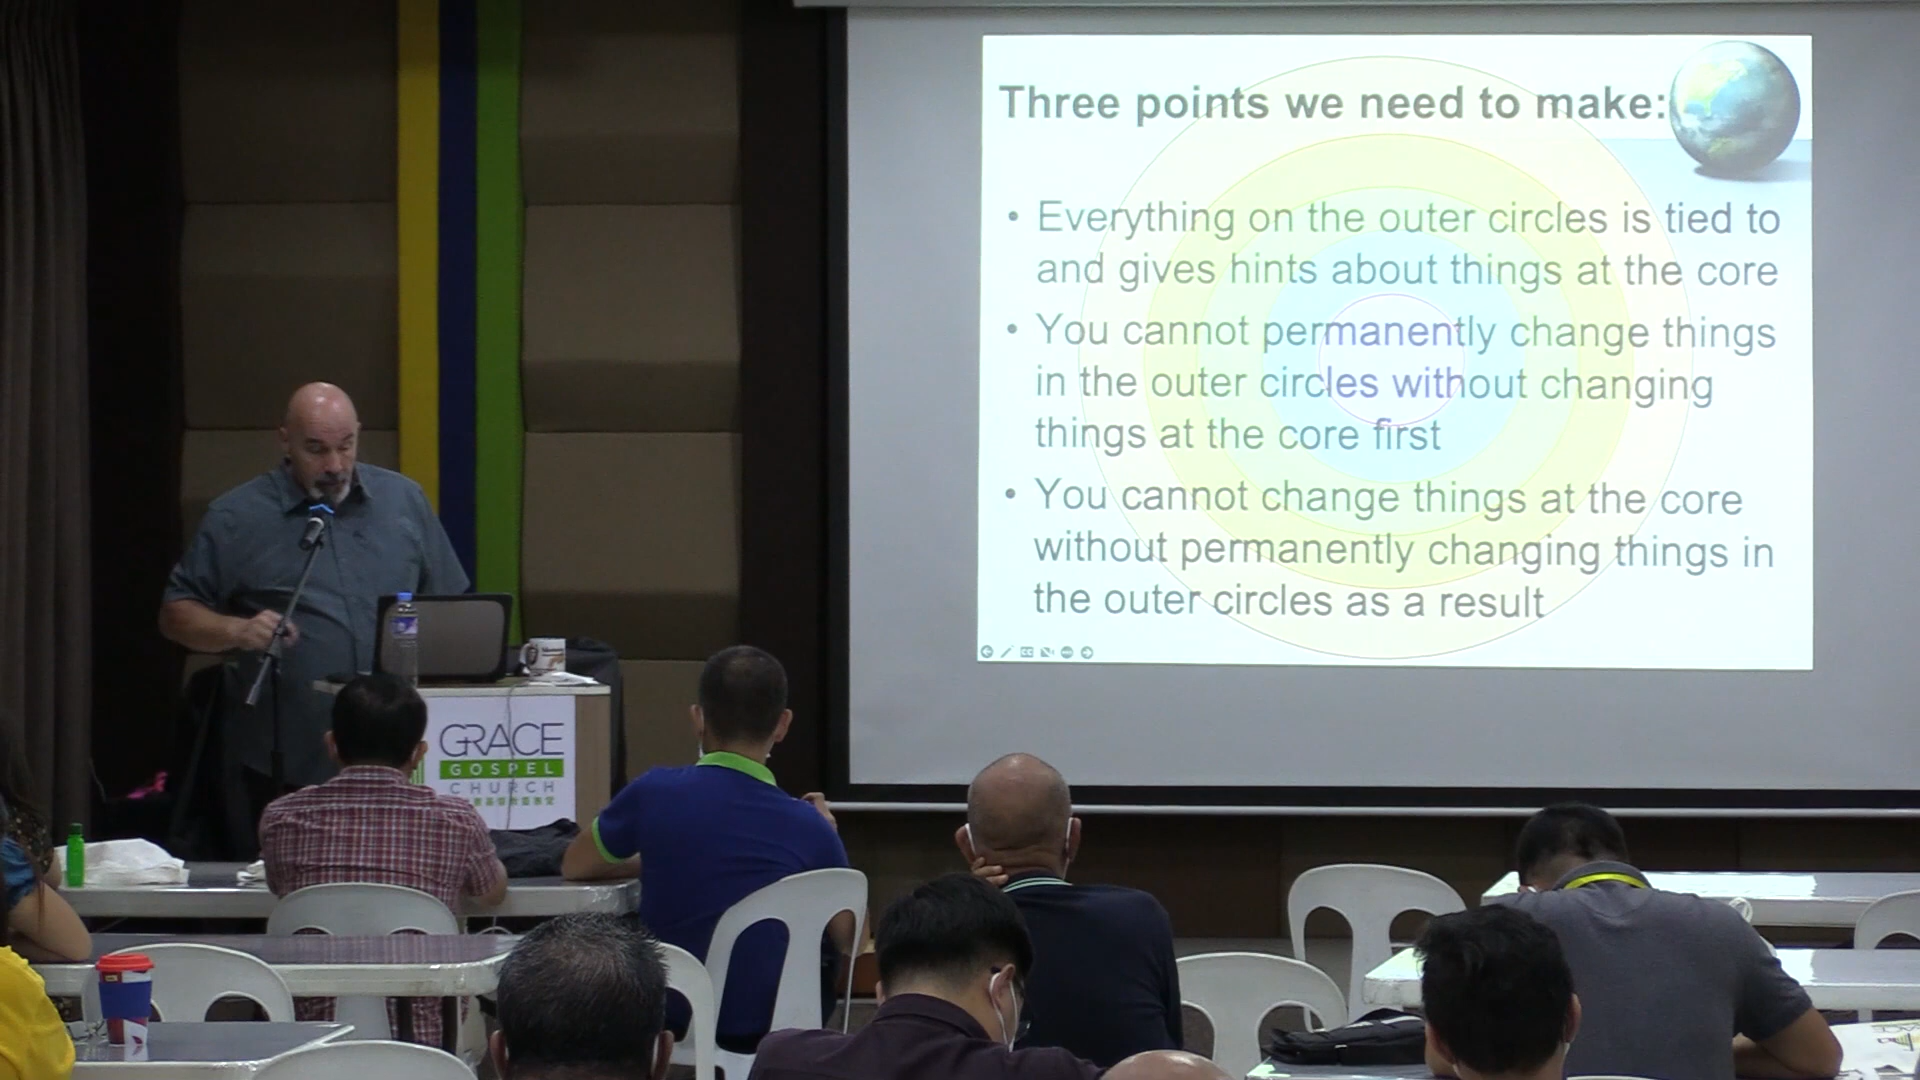 Three points we need to make:
• Everything on the outer circles is tied to
and gives hints about things at the core
• You cannot permanently change things
in the outer circles without changing
things at the core first
• You cannot change things at the core
without permanently changing things in
the outer circles as a result
GRACE
GOSPEL
CHURCH